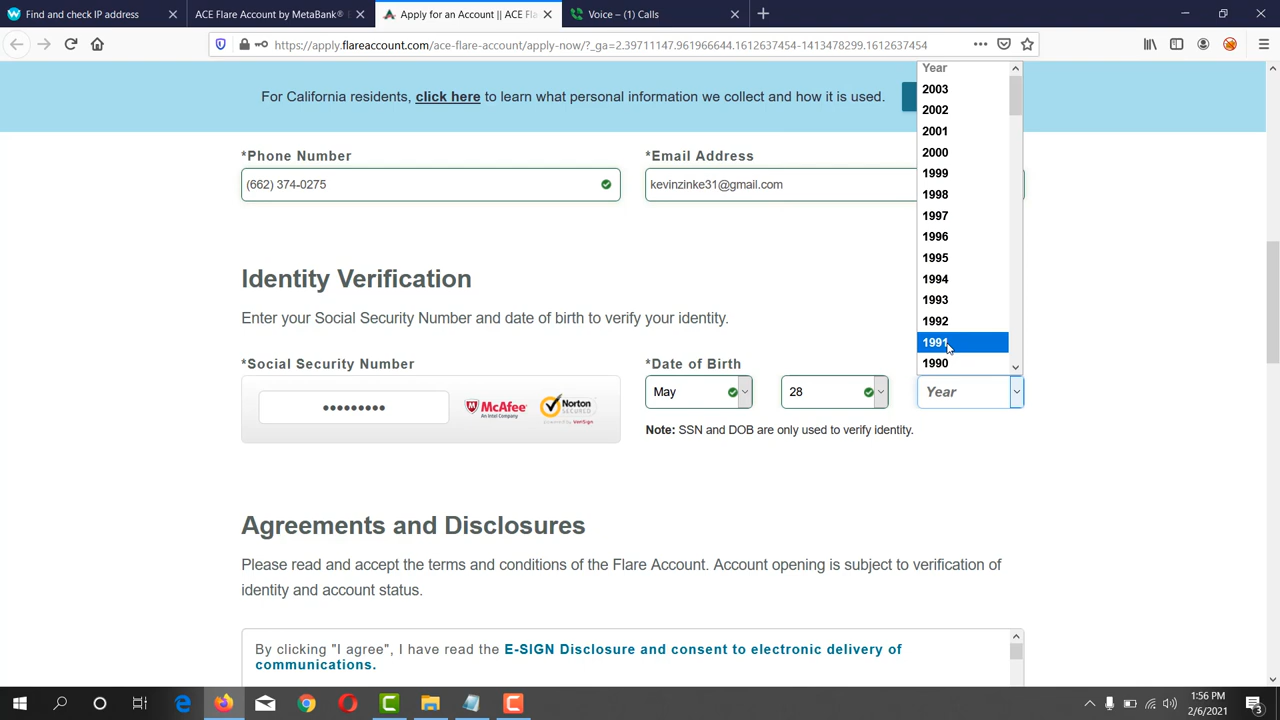 Find and check IP address
ACE Flare Account by MetaBank®
Apply for an Account || ACE Fl
Voice – (1) Calls
https://apply.flareaccount.com/ace-flare-account/apply-now/?_ga=2.39711147.961966644.1612637454-1413478299.1612637454
For California residents, click here to learn what personal information we collect and how it is used.
*Phone Number
*Email Address
(662) 374-0275
kevinzinke31@gmail.com
Year
2003
2002
2001
2000
1999
1998
1997
1996
1995
1994
1993
1992
1991
1990
Identity Verification
Enter your Social Security Number and date of birth to verify your identity.
*Social Security Number
*Date of Birth
May
28
Year
•••••••••
McAfee
An Intel Company
Norton
SECURED
powered by VeriSign
Note: SSN and DOB are only used to verify identity.
Agreements and Disclosures
Please read and accept the terms and conditions of the Flare Account. Account opening is subject to verification of
identity and account status.
By clicking "I agree", I have read the E-SIGN Disclosure and consent to electronic delivery of
communications.
1:56 PM
2/6/2021
3